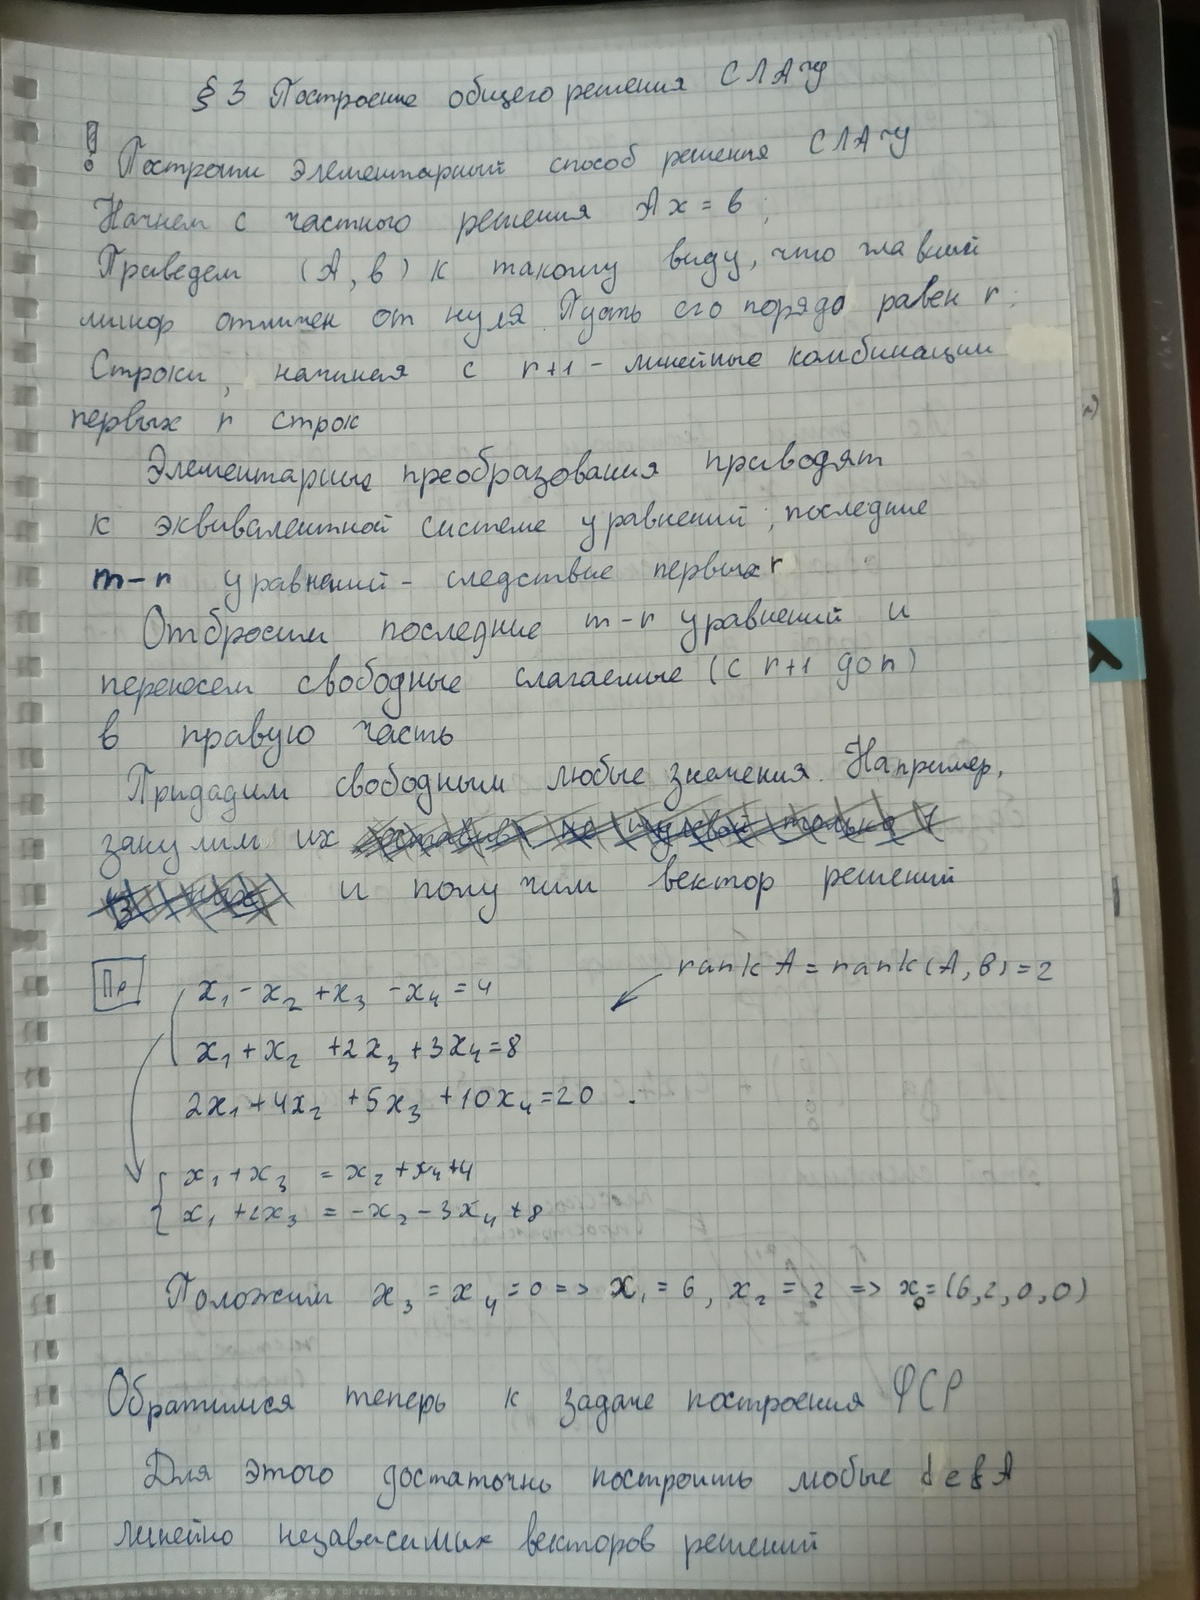 § 3 Построение общего решения СЛАУ
! Построим элементарный способ решения СЛАУ
Начнем с частного решения Ax = b ;
Приведем (A, b) к такому виду, что главный
минор отличен от нуля. Пусть его порядо равен r.
Строки, начиная с r+1 - линейные комбинации
первых r строк
Элементарные преобразования приводят
к эквивалентной системе уравнений; последние
m-r уравнений - следствие первых r
Отбросим последние m-r уравнений и
перенесем свободные слагаемые (с r+1 до n)
в правую часть
Придадим свободным любые значения. Например,
занулим их
и получим вектор решений
Пр
rank A = rank(A, B) = 2
x₁ - x₂ + x₃ - x₄ = 4
x₁ + x₂ + 2x₃ + 3x₄ = 8
2x₁ + 4x₂ + 5x₃ + 10x₄ = 20
x₁ + x₃ = x₂ + x₄ + 4
x₁ + 2x₃ = -x₂ - 3x₄ + 8
Положим x₃ = x₄ = 0 => x₁ = 6, x₂ = 2 => x₀ = (6, 2, 0, 0)
Обратимся теперь к задаче построения ФСР
Для этого достаточно построить любые def A
линейно независимых векторов решений